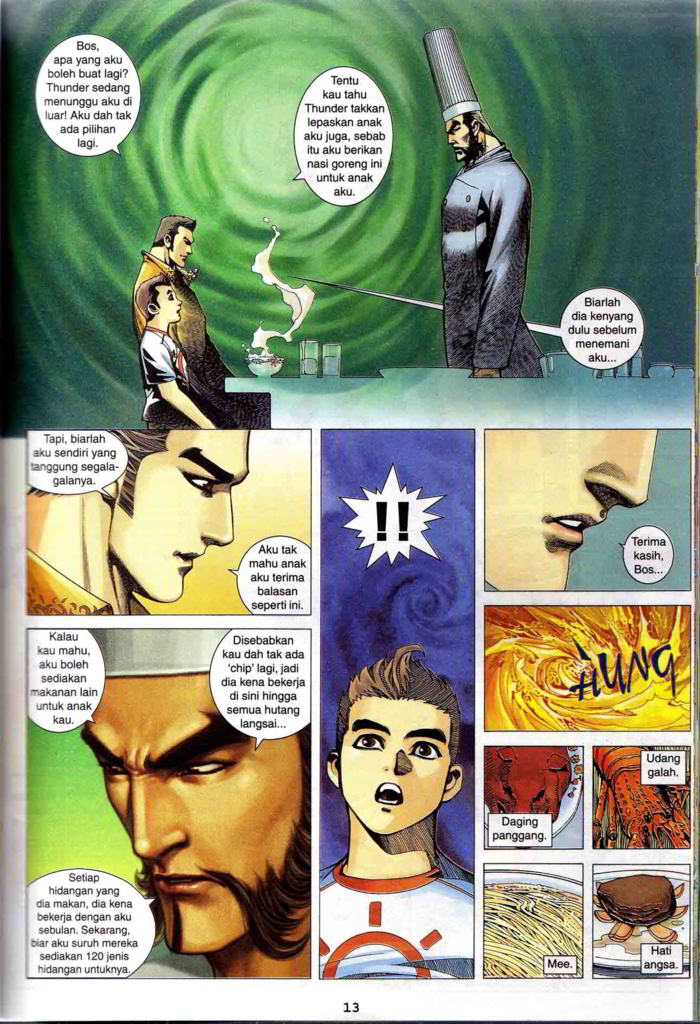 Bos,
apa yang aku
boleh buat lagi?
Thunder sedang
menunggu aku di
luar! Aku dah tak
ada pilihan
lagi.
Tentu
kau tahu
Thunder takkan
lepaskan anak
aku juga, sebab
itu aku berikan
nasi goreng ini
untuk anak
aku.
Biarlah
dia kenyang
dulu sebelum
menemani
aku...
Tapi, biarlah
aku sendiri yang
tanggung segala-
galanya.
Aku tak
mahu anak
aku terima
balasan
seperti ini.
!!
Terima
kasih,
Bos...
Kalau
kau mahu,
aku boleh
sediakan
makanan lain
untuk anak
kau.
Disebabkan
kau dah tak ada
'chip' lagi, jadi
dia kena bekerja
di sini hingga
semua hutang
langsai...
Setiap
hidangan yang
dia makan, dia kena
bekerja dengan aku
sebulan. Sekarang,
biar aku suruh mereka
sediakan 120 jenis
hidangan untuknya.
HUNG
Daging
panggang.
Udang
galah.
Mee.
Hati
angsa.
13